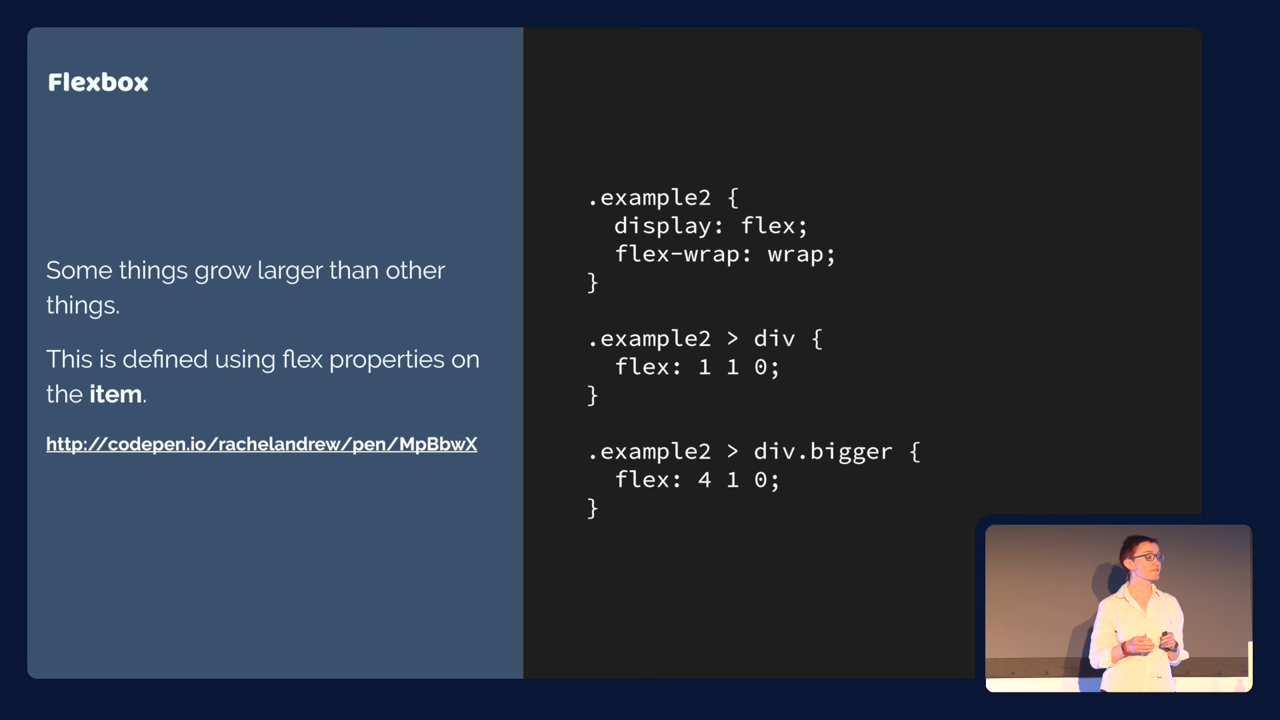 Flexbox
Some things grow larger than other
things.
This is defined using flex properties on
the item.
http://codepen.io/rachelandrew/pen/MpBbwX
.example2 {
  display: flex;
  flex-wrap: wrap;
}
.example2 > div {
  flex: 1 1 0;
}
.example2 > div.bigger {
  flex: 4 1 0;
}